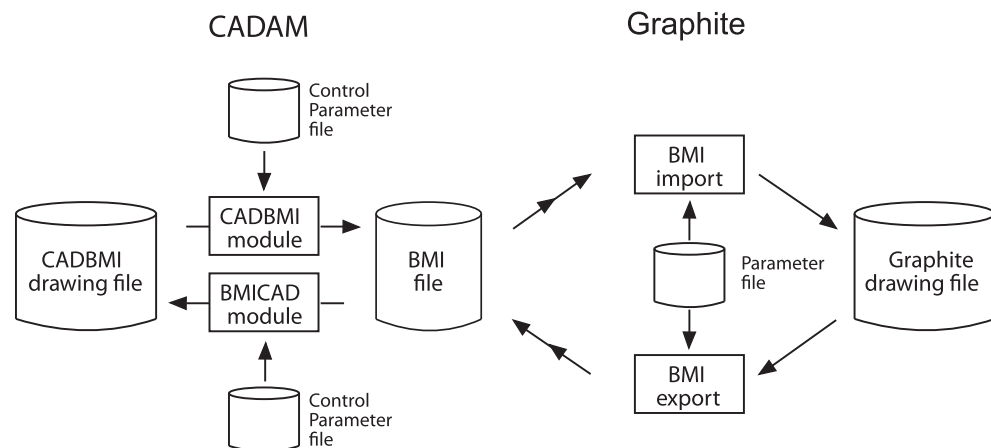 CADAM
Graphite
Control
Parameter
file
BMI
import
CADBMI
module
CADBMI
drawing file
BMI
file
Parameter
file
Graphite
drawing file
BMICAD
module
BMI
export
Control
Parameter
file